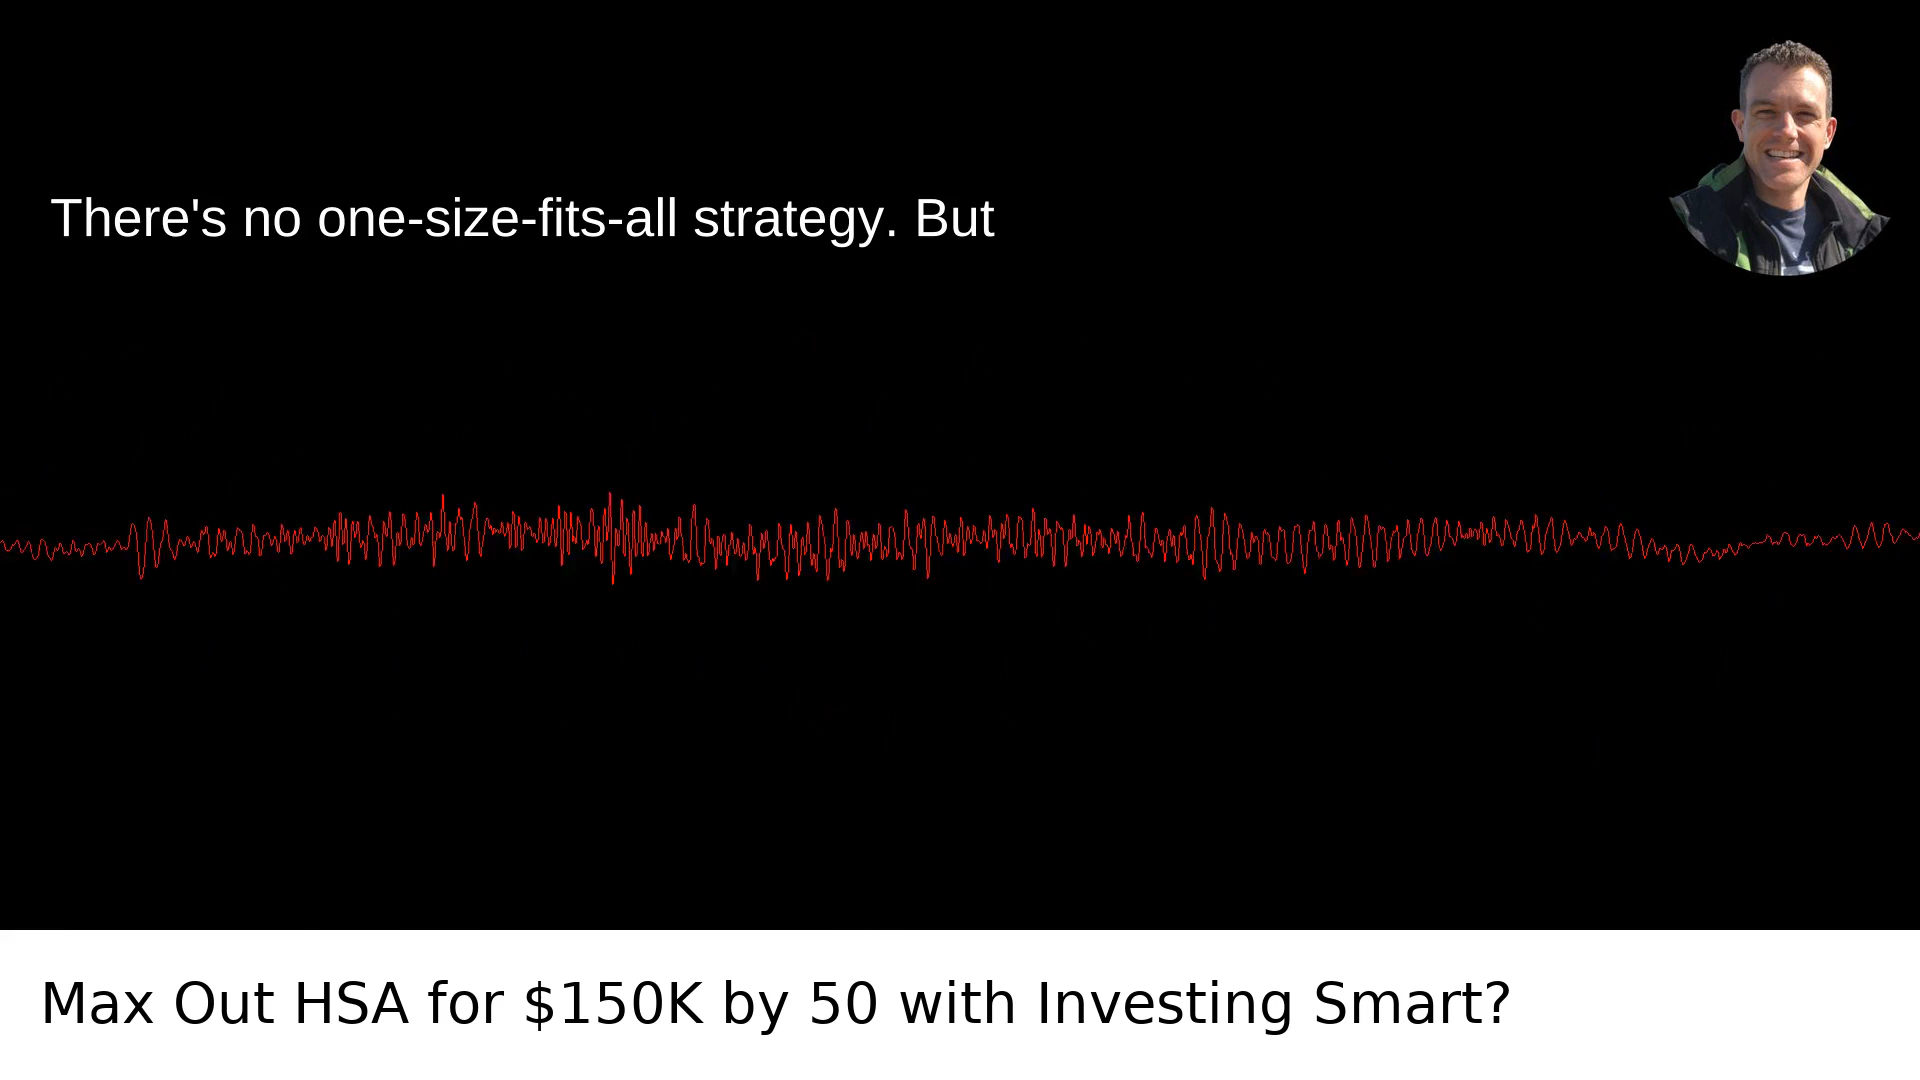 There's no one-size-fits-all strategy. But
Max Out HSA for $150K by 50 with Investing Smart?